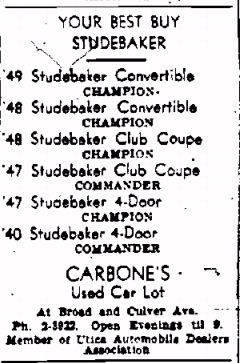 YOUR BEST BUY
STUDEBAKER
'49 Studebaker Convertible
CHAMPION
'48 Studebaker Convertible
CHAMPION
'48 Studebaker Club Coupe
CHAMPION
'47 Studebaker Club Coupe
COMMANDER
'47 Studebaker 4-Door
CHAMPION
'40 Studebaker 4-Door
COMMANDER
CARBONE'S
Used Car Lot
At Broad and Culver Ave.
Ph. 2-3922. Open Evenings til 9.
Member of Utica Automobile Dealers
Association